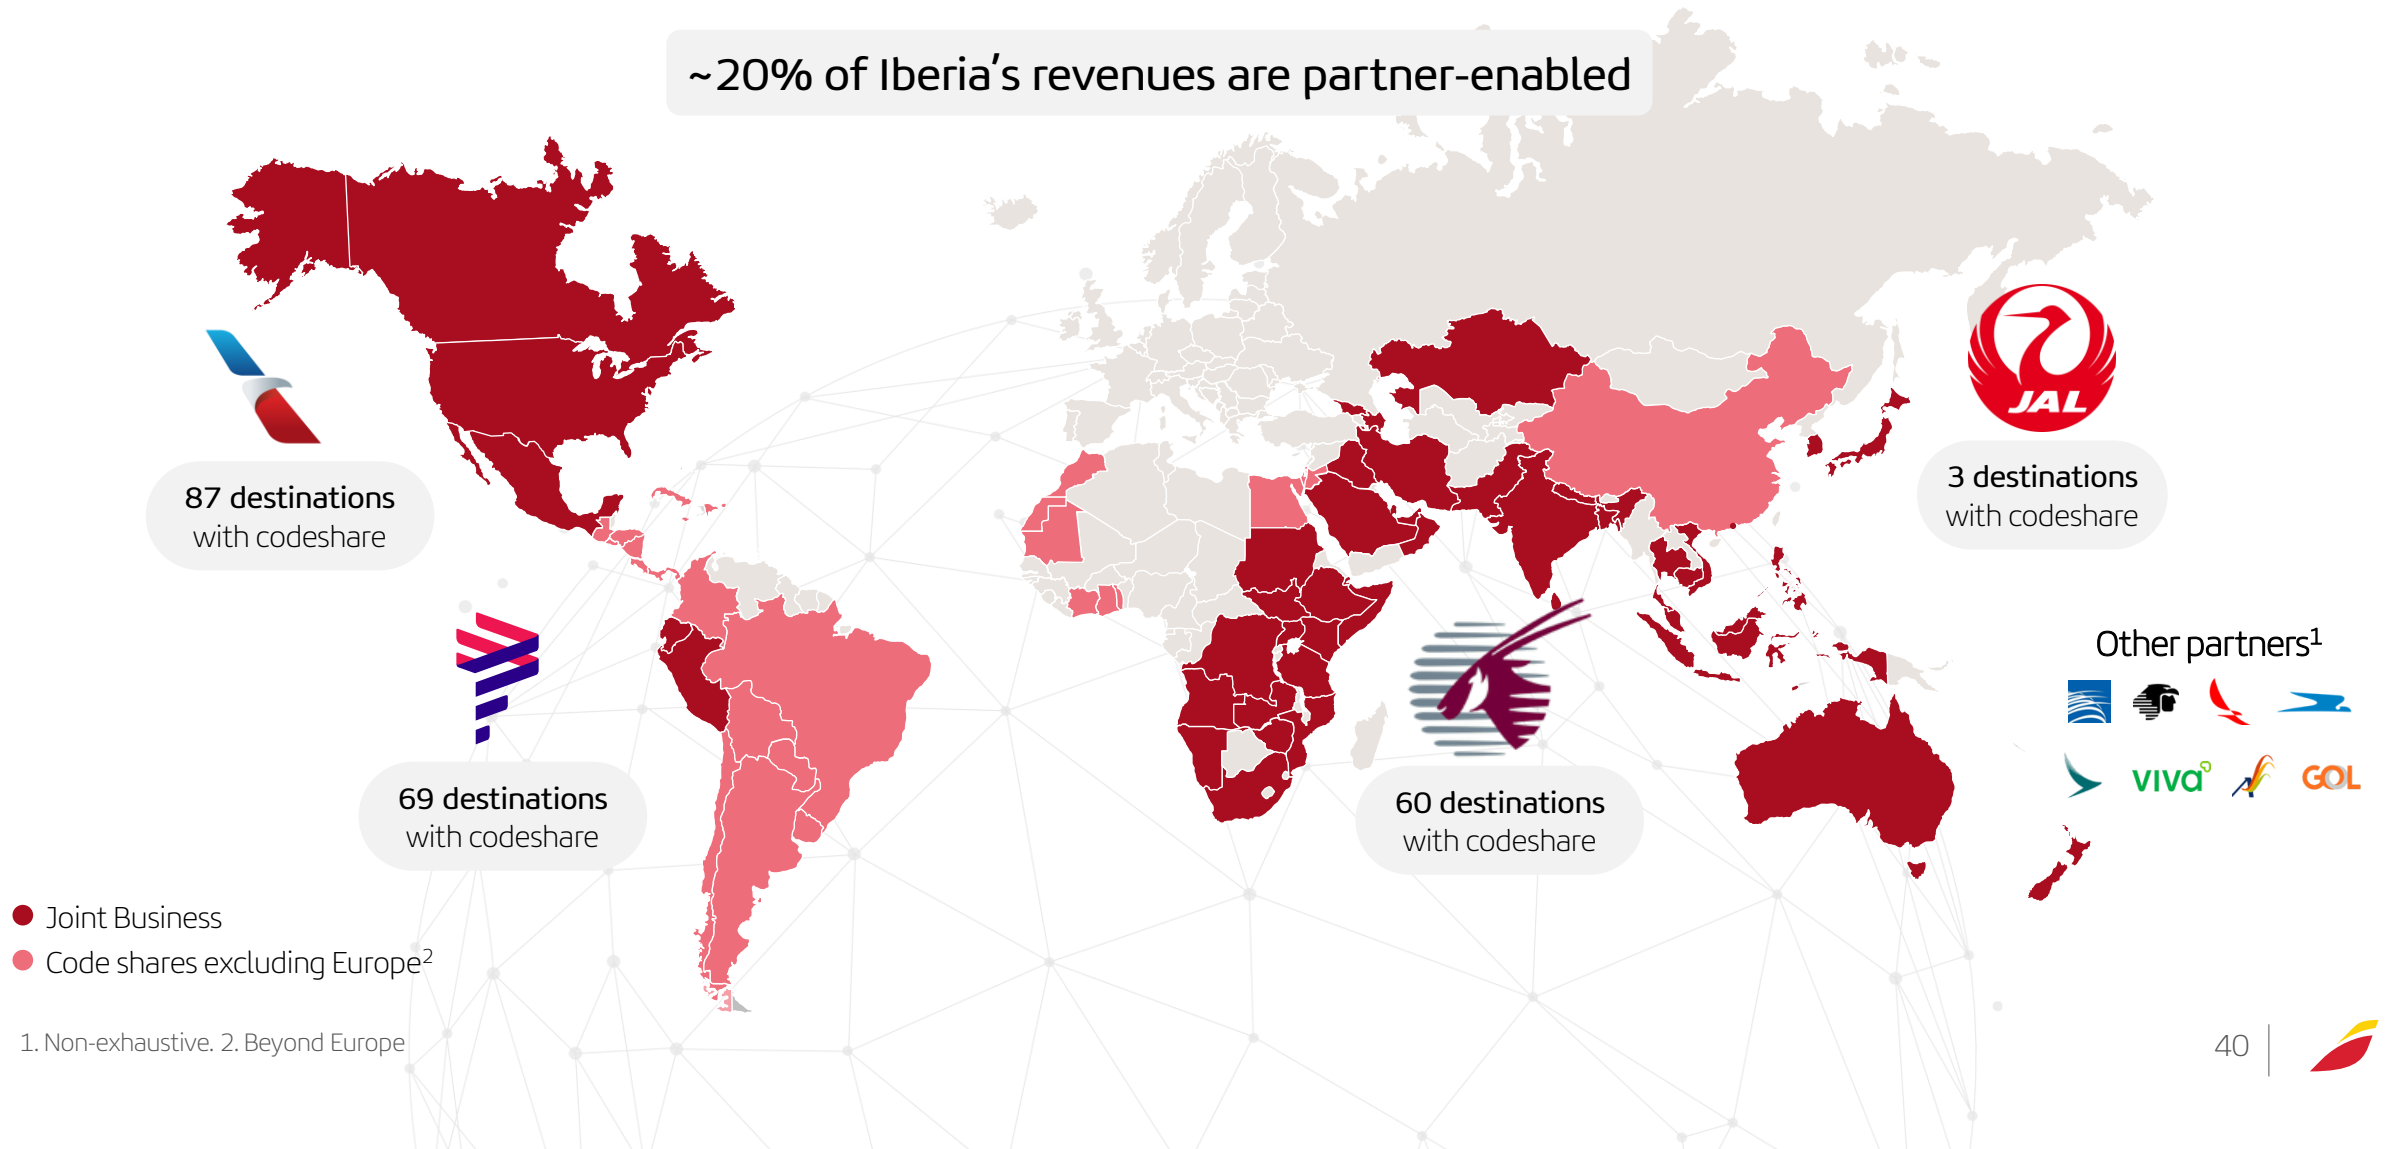 ~20% of Iberia’s revenues are partner-enabled
87 destinations
with codeshare
JAL
3 destinations
with codeshare
69 destinations
with codeshare
60 destinations
with codeshare
Other partners¹
viva
GOL
Joint Business
Code shares excluding Europe²
1. Non-exhaustive. 2. Beyond Europe
40